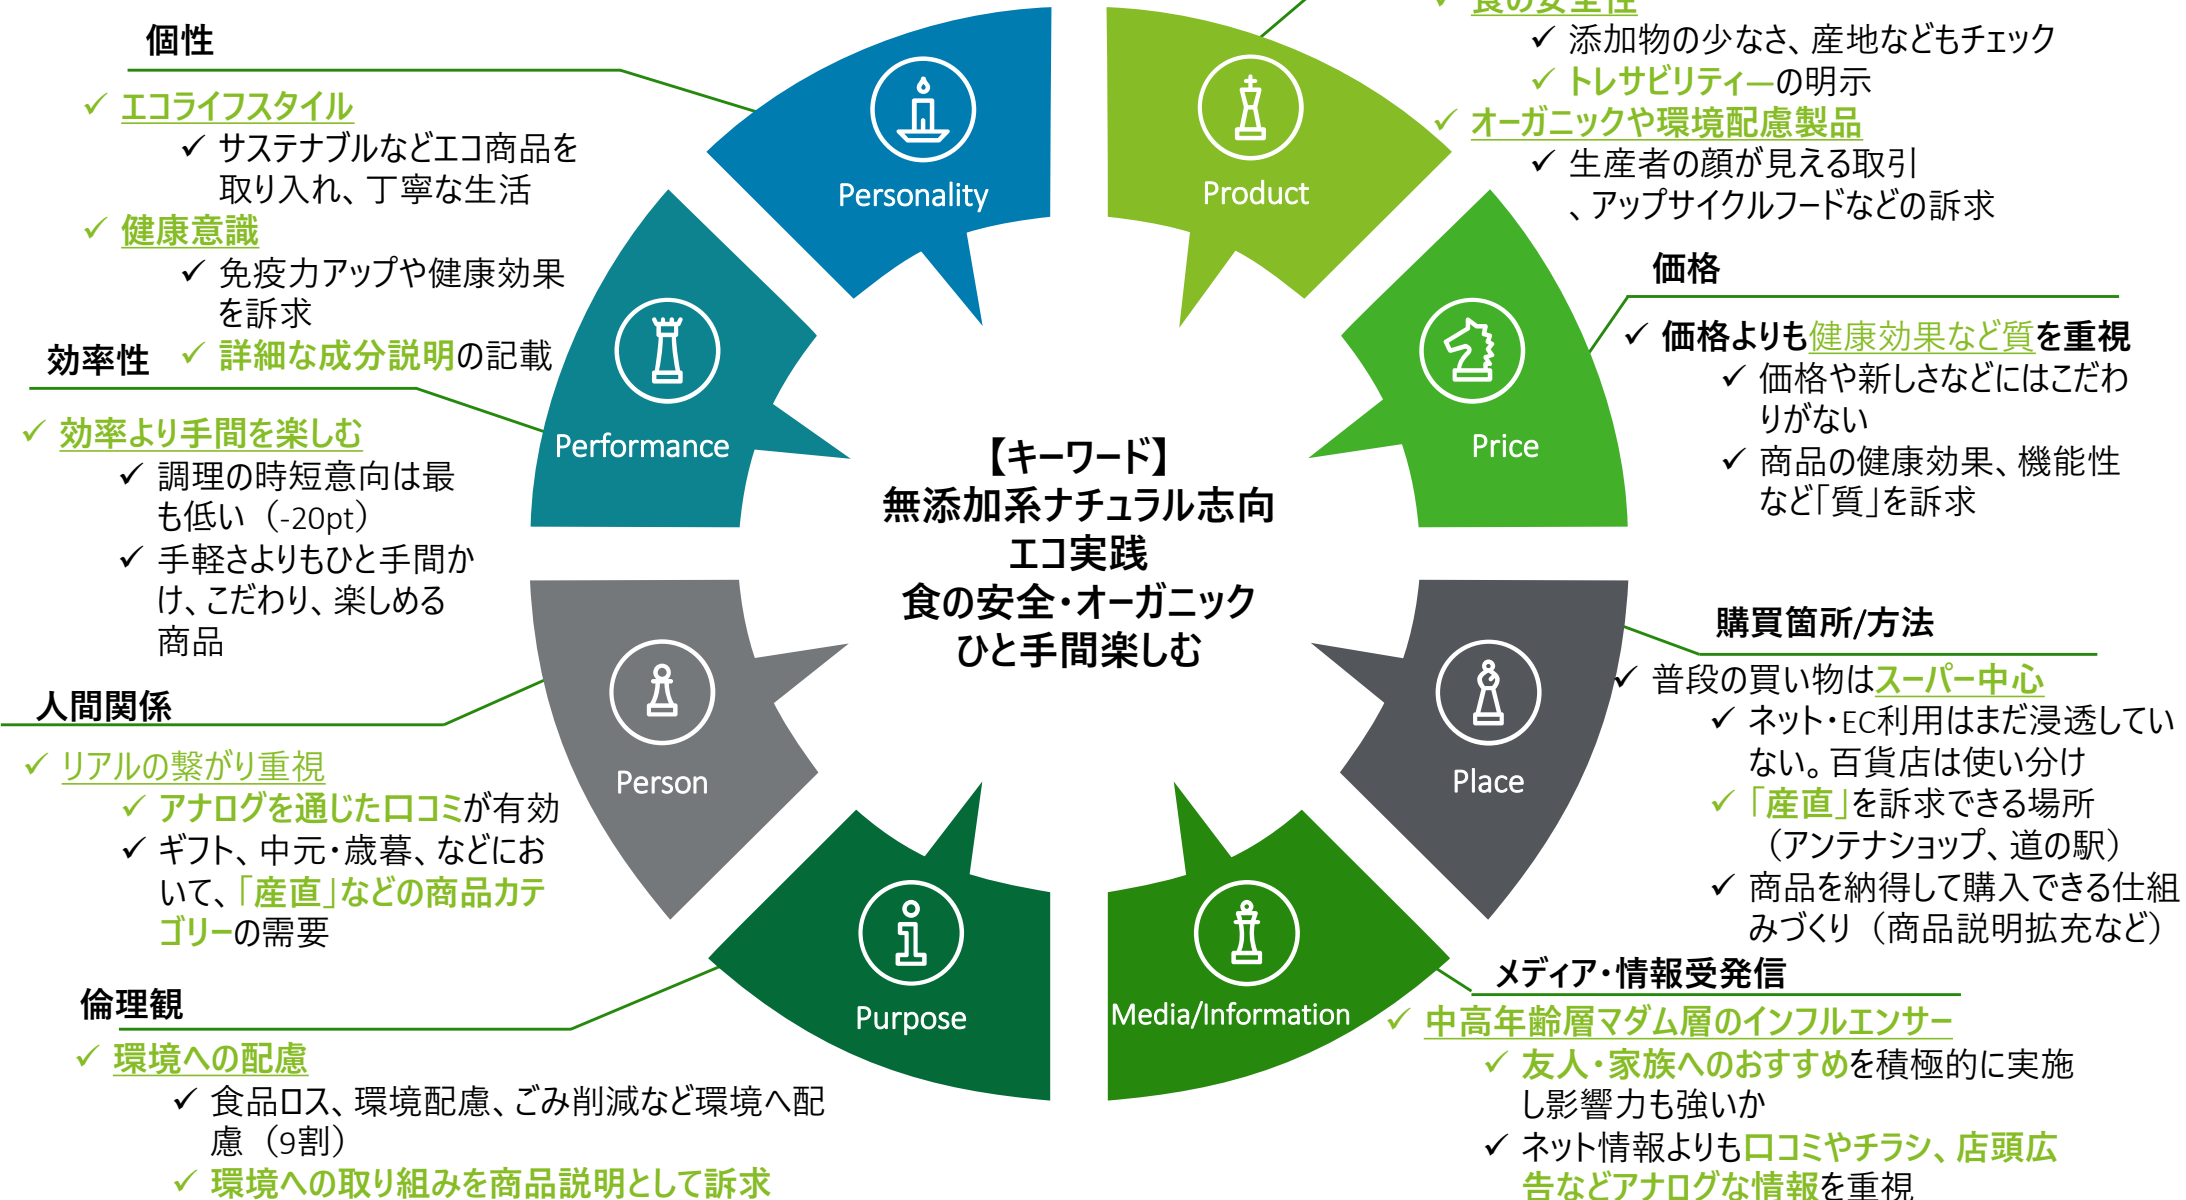 個性
エコライフスタイル
サステナブルなどエコ商品を
取り入れ、丁寧な生活
健康意識
免疫力アップや健康効果
を訴求
詳細な成分説明の記載
効率性
効率より手間を楽しむ
調理の時短意向は最
も低い（-20pt）
手軽さよりもひと手間か
け、こだわり、楽しめる
商品
人間関係
リアルの繋がり重視
アナログを通じた口コミが有効
ギフト、中元・歳暮、などにお
いて、「産直」などの商品カテ
ゴリーの需要
倫理観
環境への配慮
食品ロス、環境配慮、ごみ削減など環境へ配
慮（9割）
環境への取り組みを商品説明として訴求
Personality
Product
Performance
Price
Person
Place
Purpose
Media/Information
【キーワード】
無添加系ナチュラル志向
エコ実践
食の安全・オーガニック
ひと手間楽しむ
食の安全性
添加物の少なさ、産地などもチェック
トレサビリティ―の明示
オーガニックや環境配慮製品
生産者の顔が見える取引
、アップサイクルフードなどの訴求
価格
価格よりも健康効果など質を重視
価格や新しさなどにはこだわ
りがない
商品の健康効果、機能性
など「質」を訴求
購買箇所/方法
普段の買い物はスーパー中心
ネット・EC利用はまだ浸透してい
ない。百貨店は使い分け
「産直」を訴求できる場所
（アンテナショップ、道の駅）
商品を納得して購入できる仕組
みづくり（商品説明拡充など）
メディア・情報受発信
中高年齢層マダム層のインフルエンサー
友人・家族へのおすすめを積極的に実施
し影響力も強いか
ネット情報よりも口コミやチラシ、店頭広
告などアナログな情報を重視